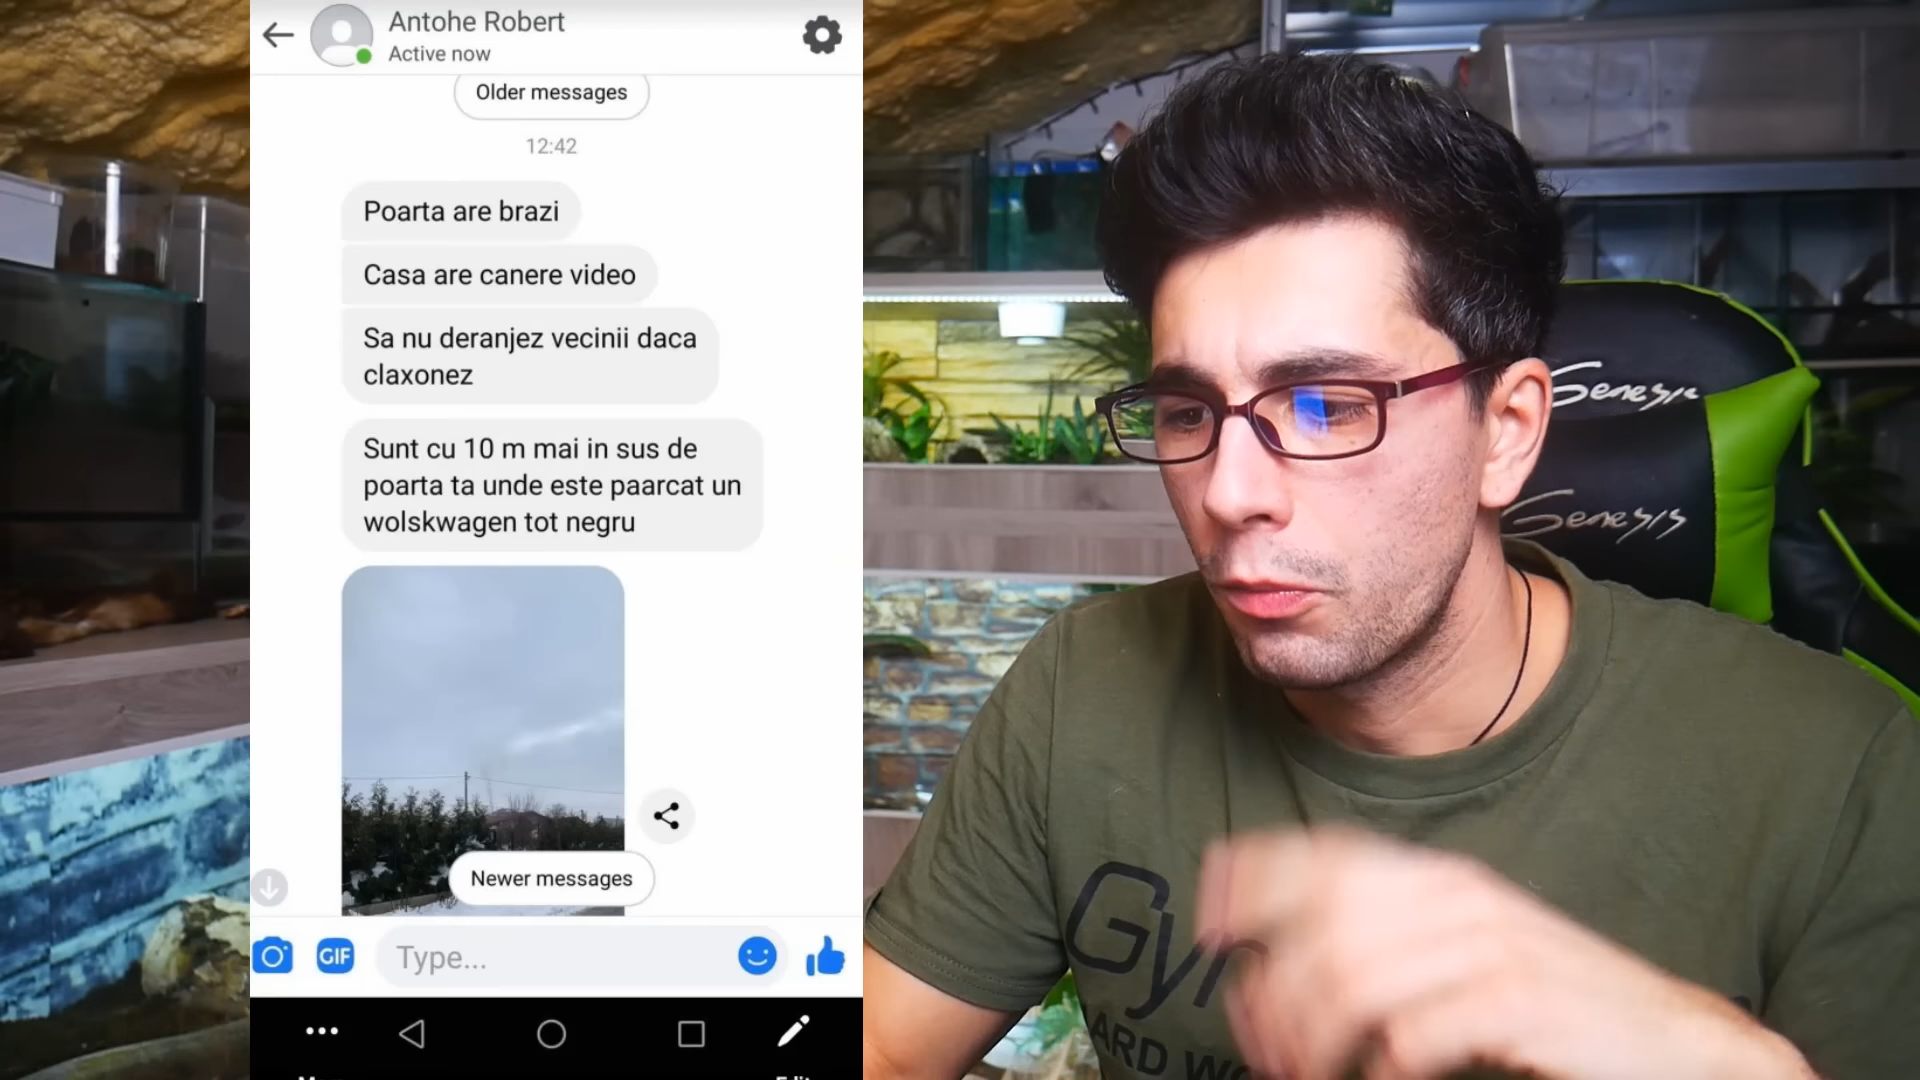 Antohe Robert
Active now
Older messages
12:42
Poarta are brazi
Casa are canere video
Sa nu deranjez vecinii daca
claxonez
Sunt cu 10 m mai in sus de
poarta ta unde este paarcat un
wolskwagen tot negru
Newer messages
GIF
Type...
Genesis
Genesis